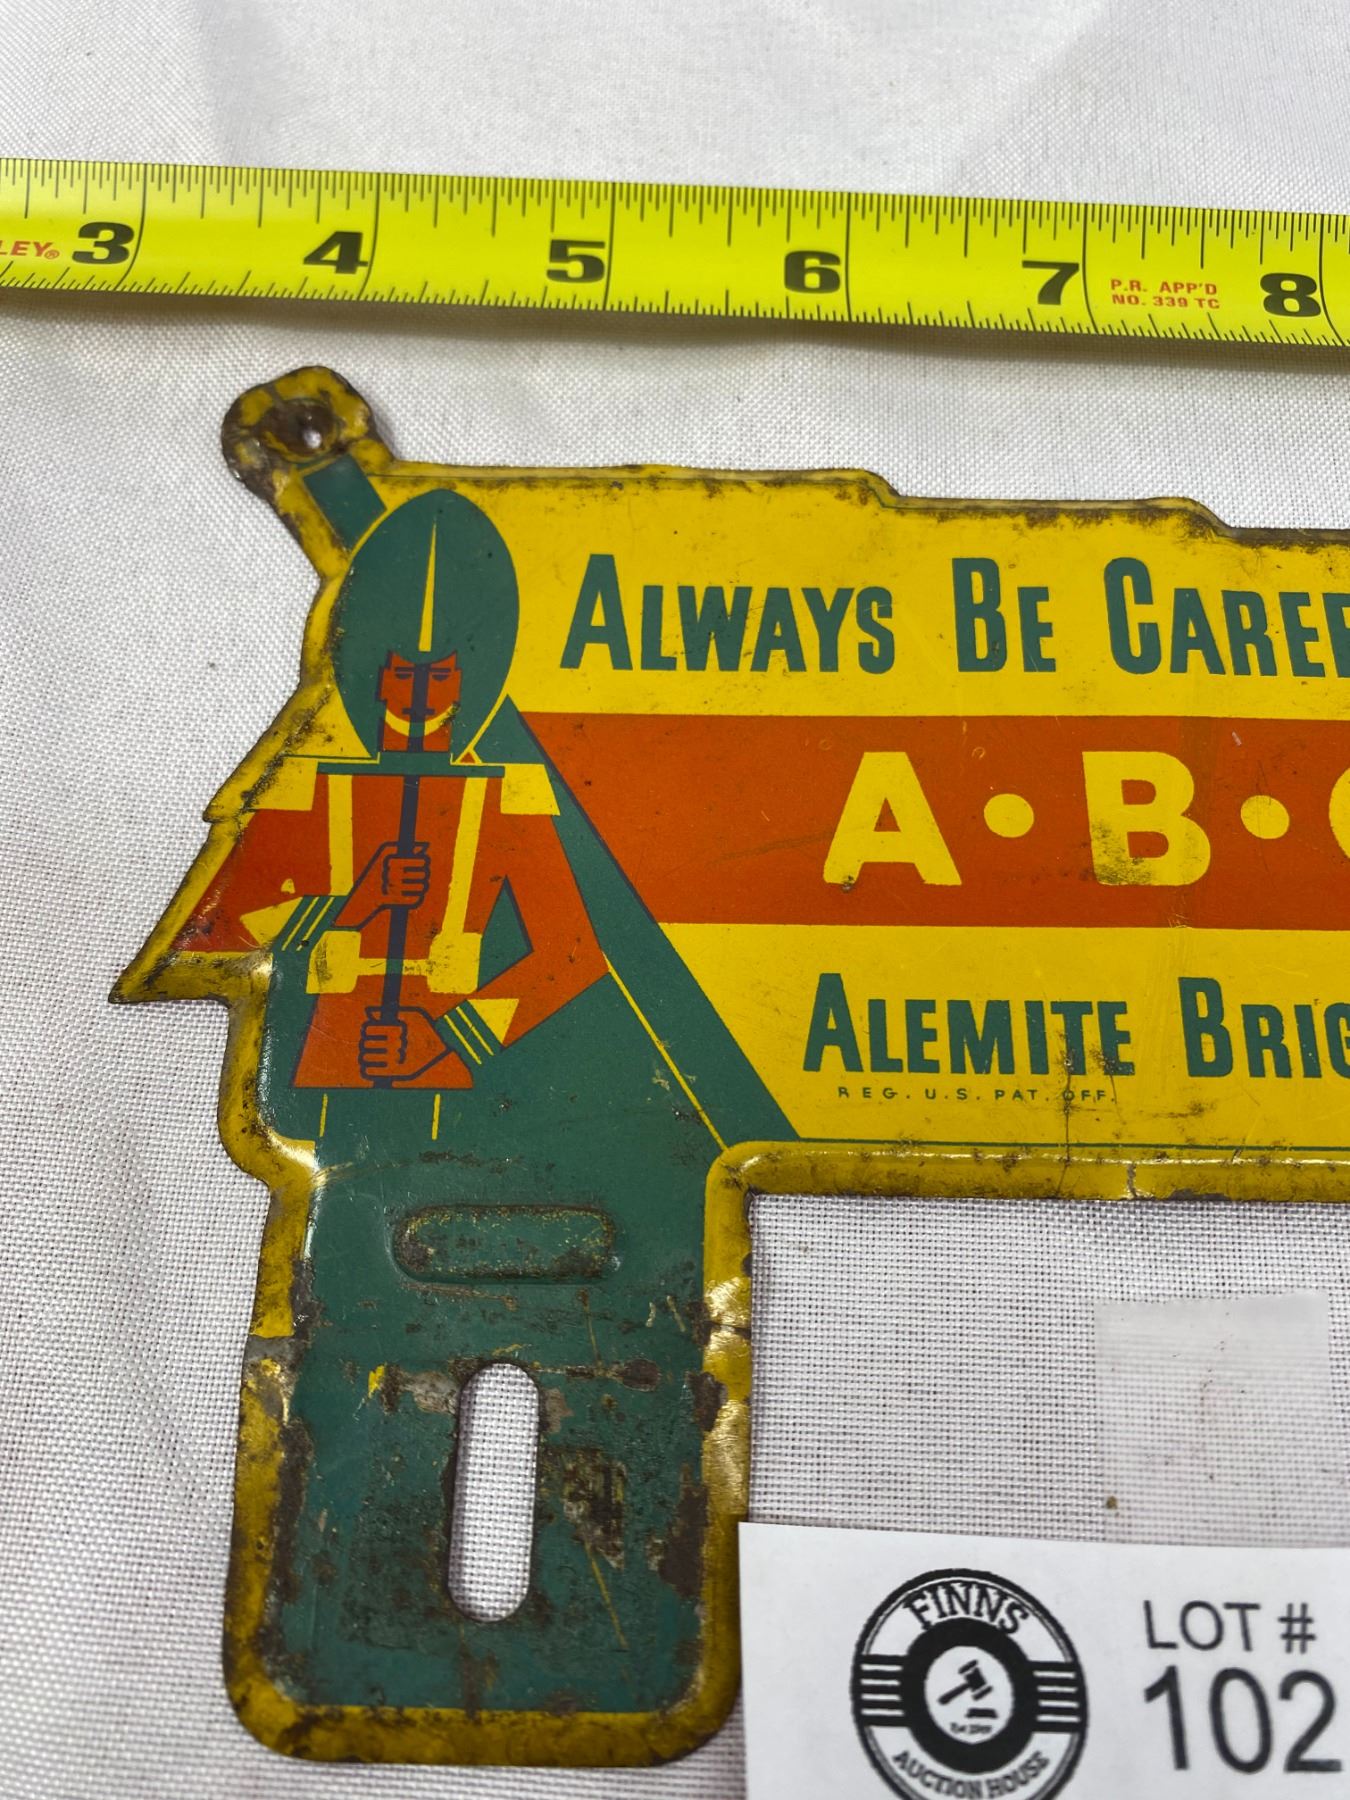 LEY®
3 4 5 6 7 8
P.R. APP'D
NO. 339 TC
ALWAYS BE CAREF
A·B·C
ALEMITE BRIG
REG. U.S. PAT. OFF.
FINNS
AUCTION HOUSE
LOT #
102